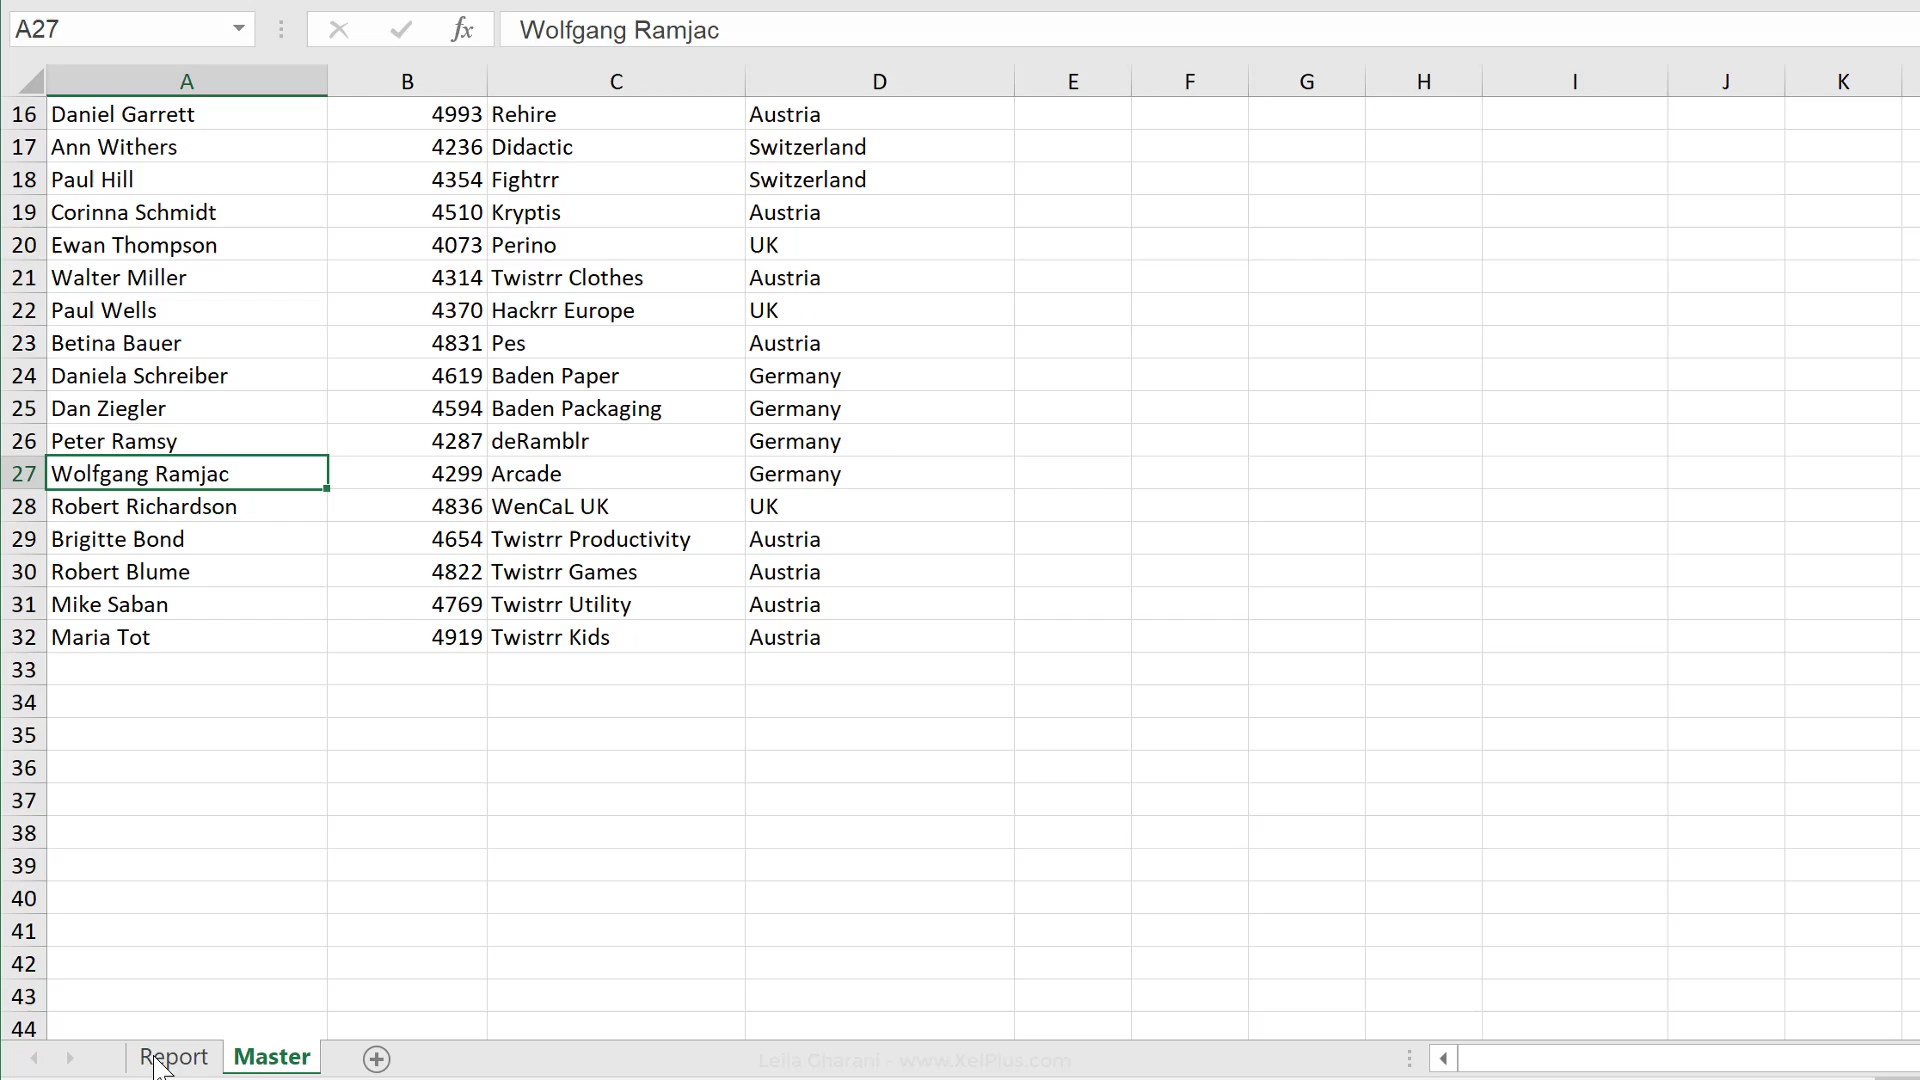 A27 fx Wolfgang Ramjac
A B C D E F G H I J K
16 Daniel Garrett 4993 Rehire Austria
17 Ann Withers 4236 Didactic Switzerland
18 Paul Hill 4354 Fightrr Switzerland
19 Corinna Schmidt 4510 Kryptis Austria
20 Ewan Thompson 4073 Perino UK
21 Walter Miller 4314 Twistrr Clothes Austria
22 Paul Wells 4370 Hackrr Europe UK
23 Betina Bauer 4831 Pes Austria
24 Daniela Schreiber 4619 Baden Paper Germany
25 Dan Ziegler 4594 Baden Packaging Germany
26 Peter Ramsy 4287 deRamblr Germany
27 Wolfgang Ramjac 4299 Arcade Germany
28 Robert Richardson 4836 WenCaL UK UK
29 Brigitte Bond 4654 Twistrr Productivity Austria
30 Robert Blume 4822 Twistrr Games Austria
31 Mike Saban 4769 Twistrr Utility Austria
32 Maria Tot 4919 Twistrr Kids Austria
33
34
35
36
37
38
39
40
41
42
43
44
Report Master Leila Gharani - www.XelPlus.com